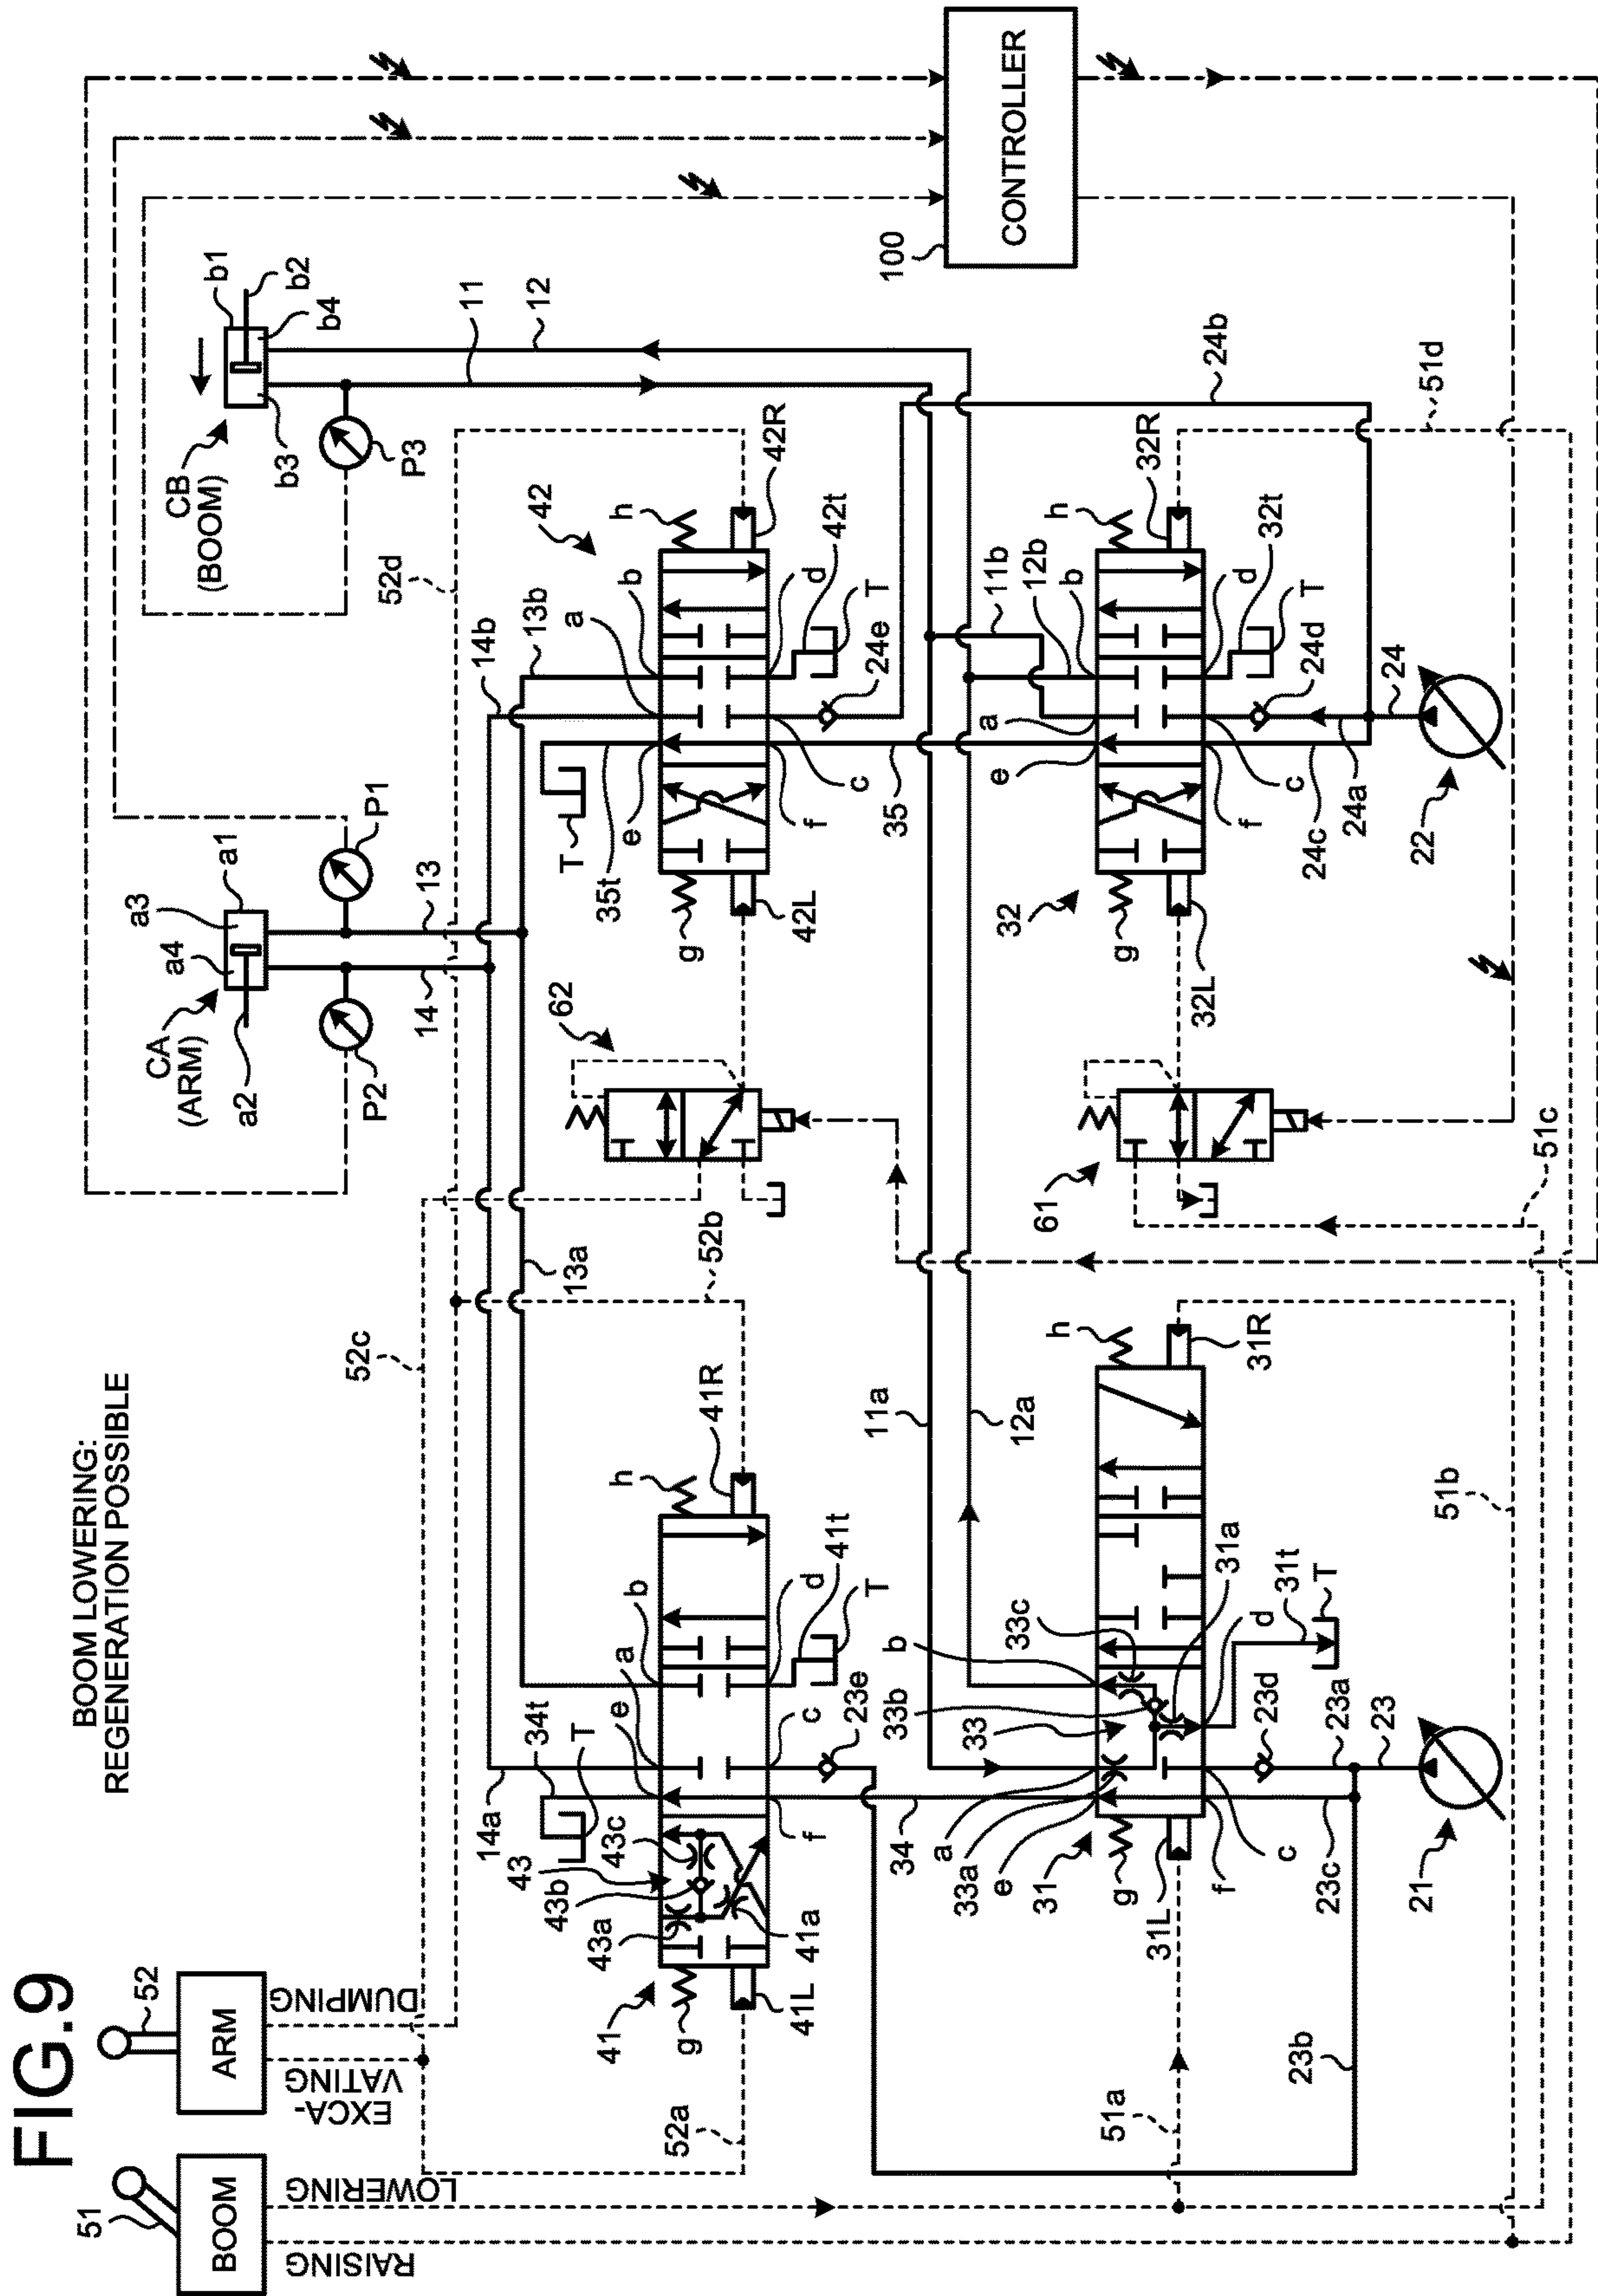 FIG.9
BOOM LOWERING:
REGENERATION POSSIBLE
51
BOOM
RAISING
LOWERING
52
ARM
EXCA-
VATING
DUMPING
52a
52c
52b
52d
CA
(ARM)
a2
a4
a3
a1
P2
P1
14
13
CB
(BOOM)
b3
b1
b2
b4
P3
11
12
100
CONTROLLER
41
g
41L
43
43a
43b
43c
41a
14a
34t
T
e
a
b
f
c
d
23e
41t
T
h
41R
13a
62
14b
13b
a
b
e
35t
T
g
42L
f
c
d
24e
42t
T
h
42
42R
34
35
11a
12a
11b
12b
24b
31
g
31L
e
33a
a
33
33b
b
33c
31a
f
c
d
31t
T
h
31R
23d
23a
23
23c
23b
21
51a
51b
51c
51d
61
32
g
32L
e
a
b
f
c
d
24d
32t
T
h
32R
24
24a
24c
22